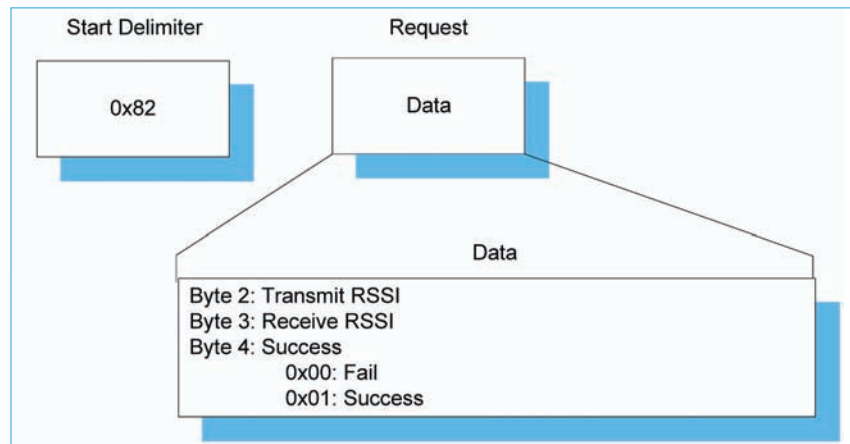 Start Delimiter
Request
0x82
Data
Data
Byte 2: Transmit RSSI
Byte 3: Receive RSSI
Byte 4: Success
0x00: Fail
0x01: Success